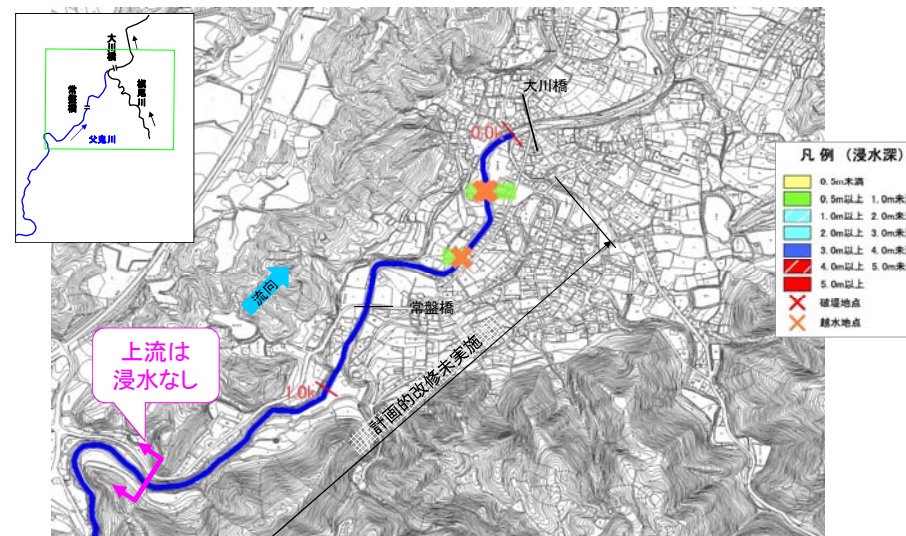 大川橋
槇尾川
常盤橋
父鬼川
大川橋
0.0k
流向
常盤橋
上流は
浸水なし
1.0k
計画的改修未実施
凡 例 （浸水深）
0.5m未満
0.5m以上 1.0m未
1.0m以上 2.0m未
2.0m以上 3.0m未
3.0m以上 4.0m未
4.0m以上 5.0m未
5.0m以上
破堤地点
越水地点